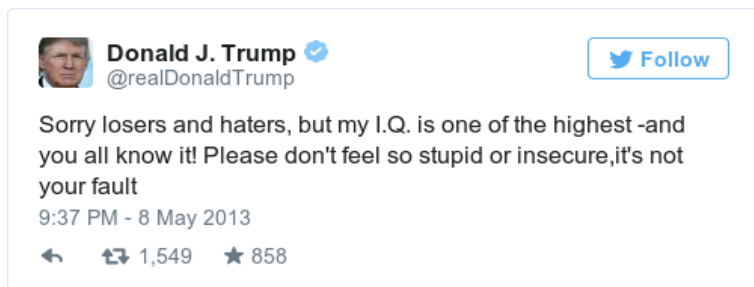 Donald J. Trump
@realDonaldTrump
Follow
Sorry losers and haters, but my I.Q. is one of the highest -and
you all know it! Please don't feel so stupid or insecure,it's not
your fault
9:37 PM - 8 May 2013
1,549 858